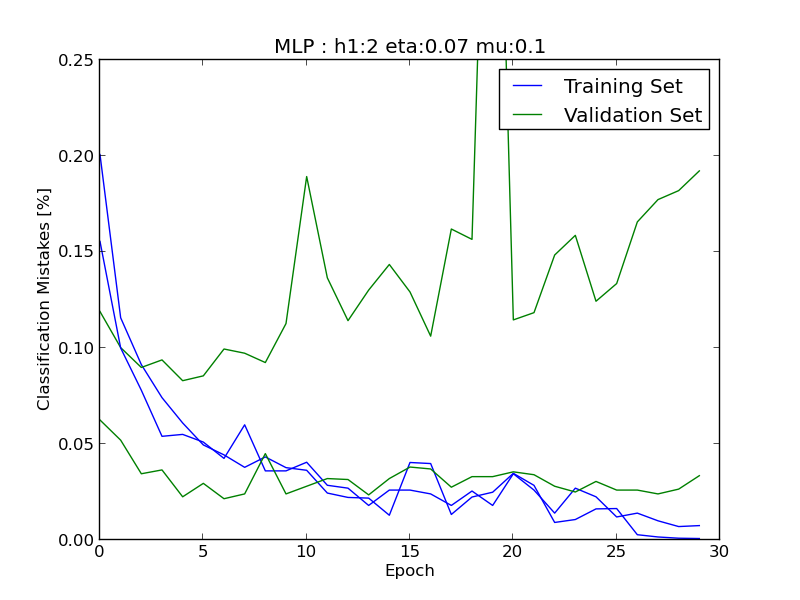 MLP : h1:2 eta:0.07 mu:0.1
0.25
0.20
0.15
0.10
0.05
0.00
Classification Mistakes [%]
Training Set
Validation Set
0 5 10 15 20 25 30
Epoch